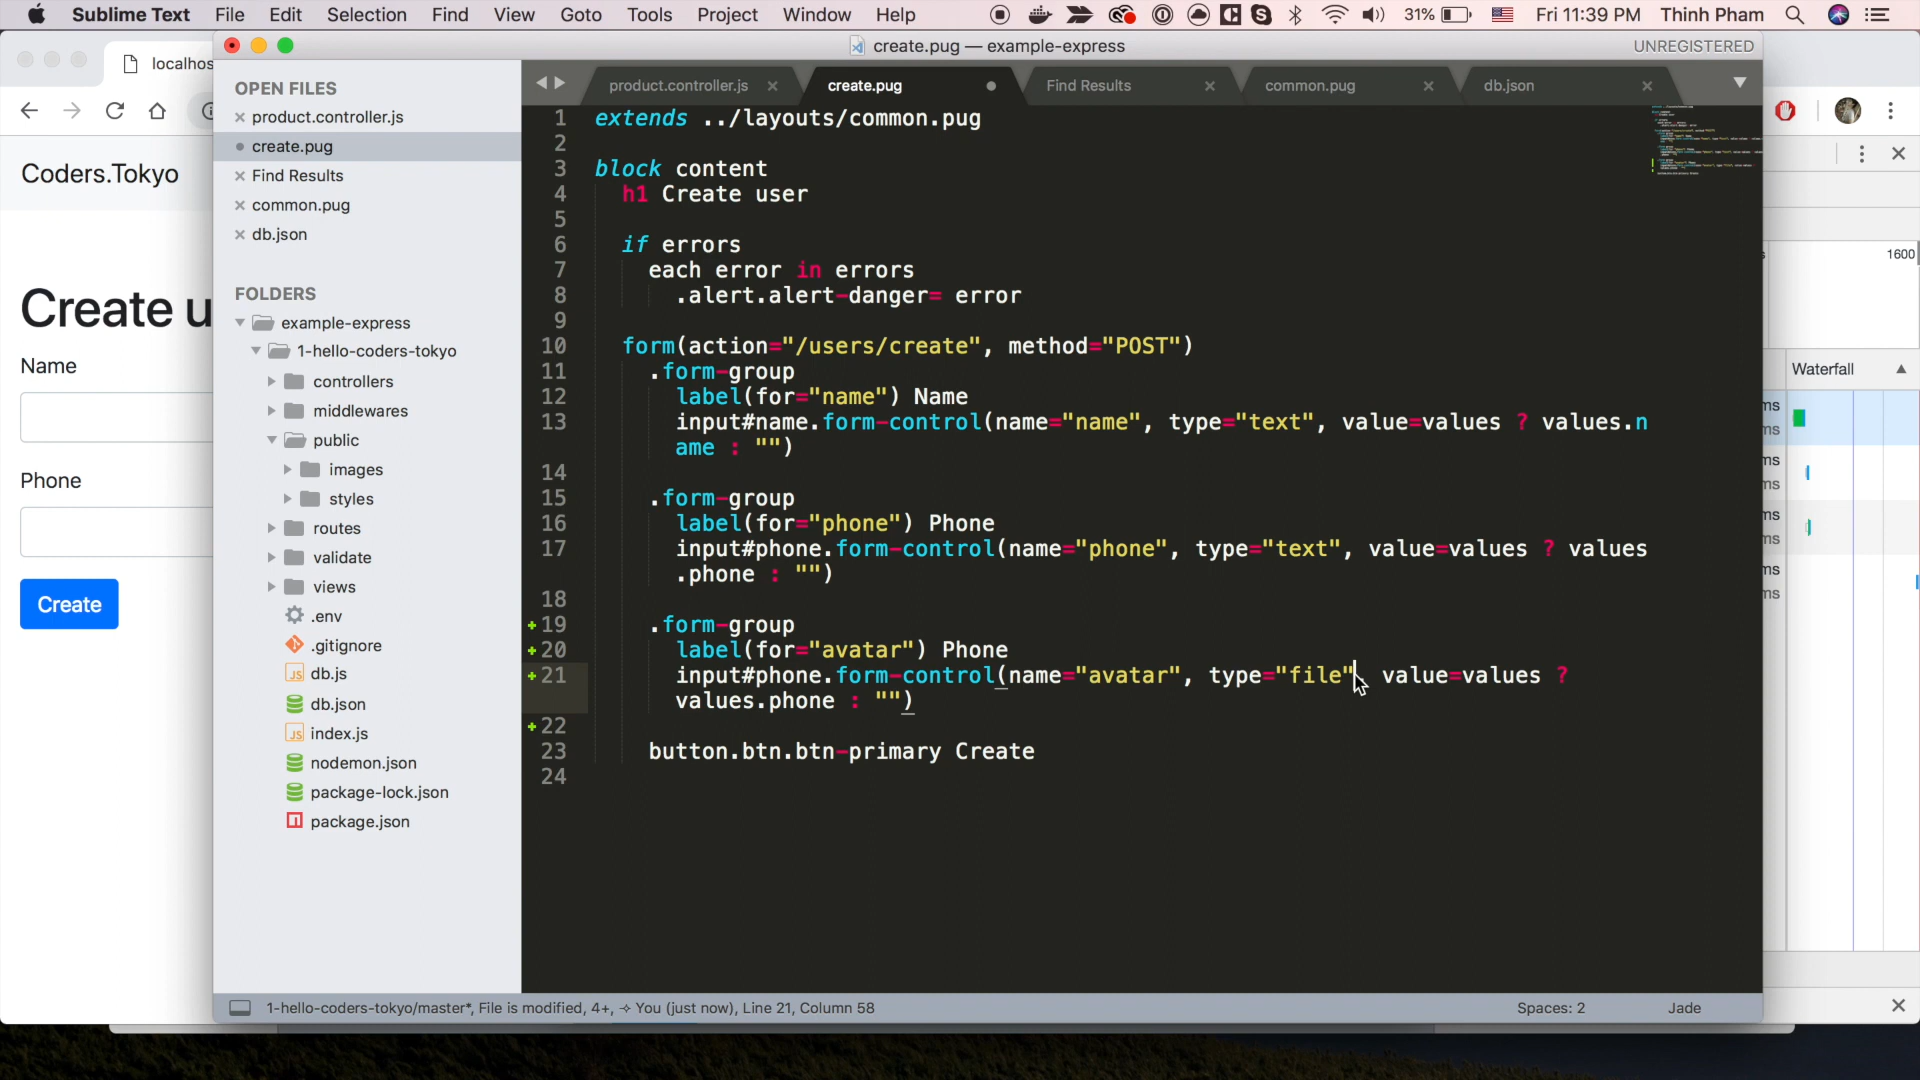 Sublime Text File Edit Selection Find View Goto Tools Project Window Help 31% Fri 11:39 PM Thinh Pham
create.pug — example-express
UNREGISTERED
localhos
Coders.Tokyo
Create u
Name
Phone
Create
OPEN FILES
product.controller.js
create.pug
Find Results
common.pug
db.json
FOLDERS
example-express
1-hello-coders-tokyo
controllers
middlewares
public
images
styles
routes
validate
views
.env
.gitignore
db.js
db.json
index.js
nodemon.json
package-lock.json
package.json
product.controller.js create.pug Find Results common.pug db.json
1 extends ../layouts/common.pug
2
3 block content
4 h1 Create user
5
6 if errors
7 each error in errors
8 .alert.alert-danger= error
9
10 form(action="/users/create", method="POST")
11 .form-group
12 label(for="name") Name
13 input#name.form-control(name="name", type="text", value=values ? values.n
ame : "")
14
15 .form-group
16 label(for="phone") Phone
17 input#phone.form-control(name="phone", type="text", value=values ? values
.phone : "")
18
19 .form-group
20 label(for="avatar") Phone
21 input#phone.form-control(name="avatar", type="file", value=values ?
values.phone : "")
22
23 button.btn.btn-primary Create
24
1600
Waterfall
ms
ms
ms
ms
ms
ms
ms
ms
1-hello-coders-tokyo/master*, File is modified, 4+, You (just now), Line 21, Column 58
Spaces: 2
Jade